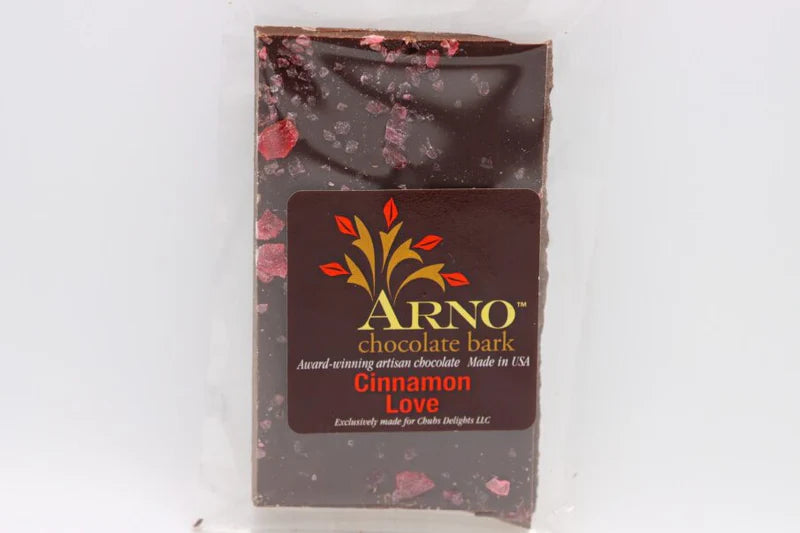 ARNO™
chocolate bark
Award-winning artisan chocolate Made in USA
Cinnamon
Love
Exclusively made for Chubs Delights LLC